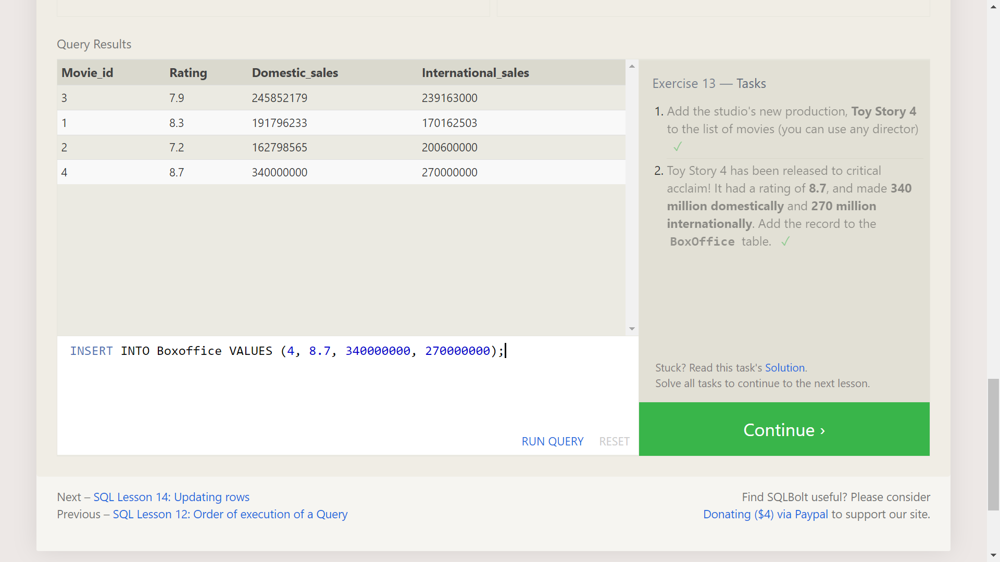 Query Results
Movie_id Rating Domestic_sales International_sales
3 7.9 245852179 239163000
1 8.3 191796233 170162503
2 7.2 162798565 200600000
4 8.7 340000000 270000000
INSERT INTO Boxoffice VALUES (4, 8.7, 340000000, 270000000);
RUN QUERY RESET
Exercise 13 — Tasks
1. Add the studio's new production, Toy Story 4
to the list of movies (you can use any director)
✓
2. Toy Story 4 has been released to critical
acclaim! It had a rating of 8.7, and made 340
million domestically and 270 million
internationally. Add the record to the
BoxOffice table. ✓
Stuck? Read this task's Solution.
Solve all tasks to continue to the next lesson.
Continue ›
Next – SQL Lesson 14: Updating rows
Previous – SQL Lesson 12: Order of execution of a Query
Find SQLBolt useful? Please consider
Donating ($4) via Paypal to support our site.